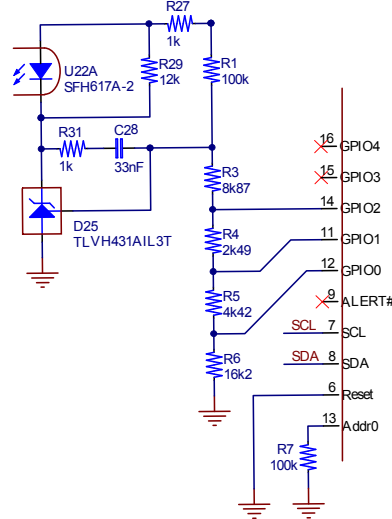 R27
1k
U22A
SFH617A-2
R29
12k
R1
100k
R31
1k
C28
33nF
R3
8k87
D25
TLVH431AIL3T
R4
2k49
R5
4k42
R6
16k2
16
GPIO4
15
GPIO3
14
GPIO2
11
GPIO1
12
GPIO0
9
ALERT#
SCL
7
SCL
SDA
8
SDA
6
Reset
13
Addr0
R7
100k